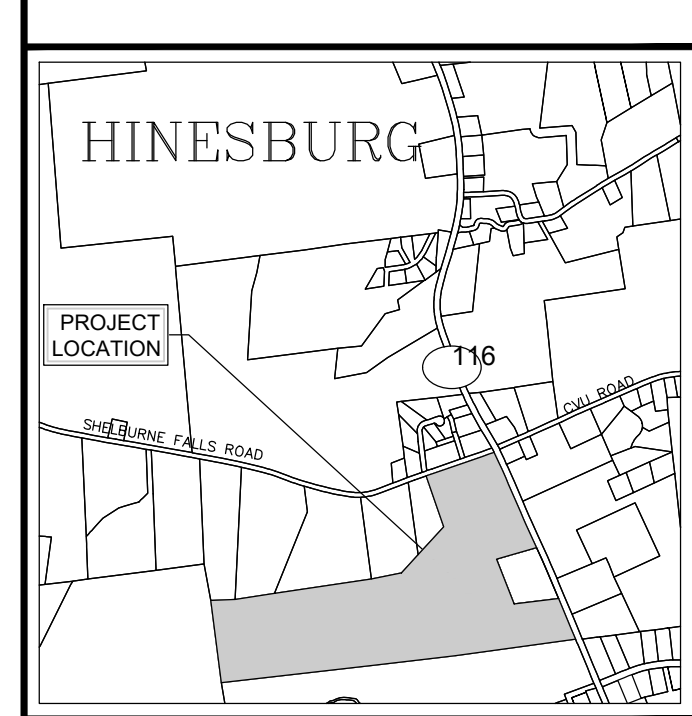 HINESBURG
PROJECT
LOCATION
116
CVU ROAD
SHELBURNE FALLS ROAD